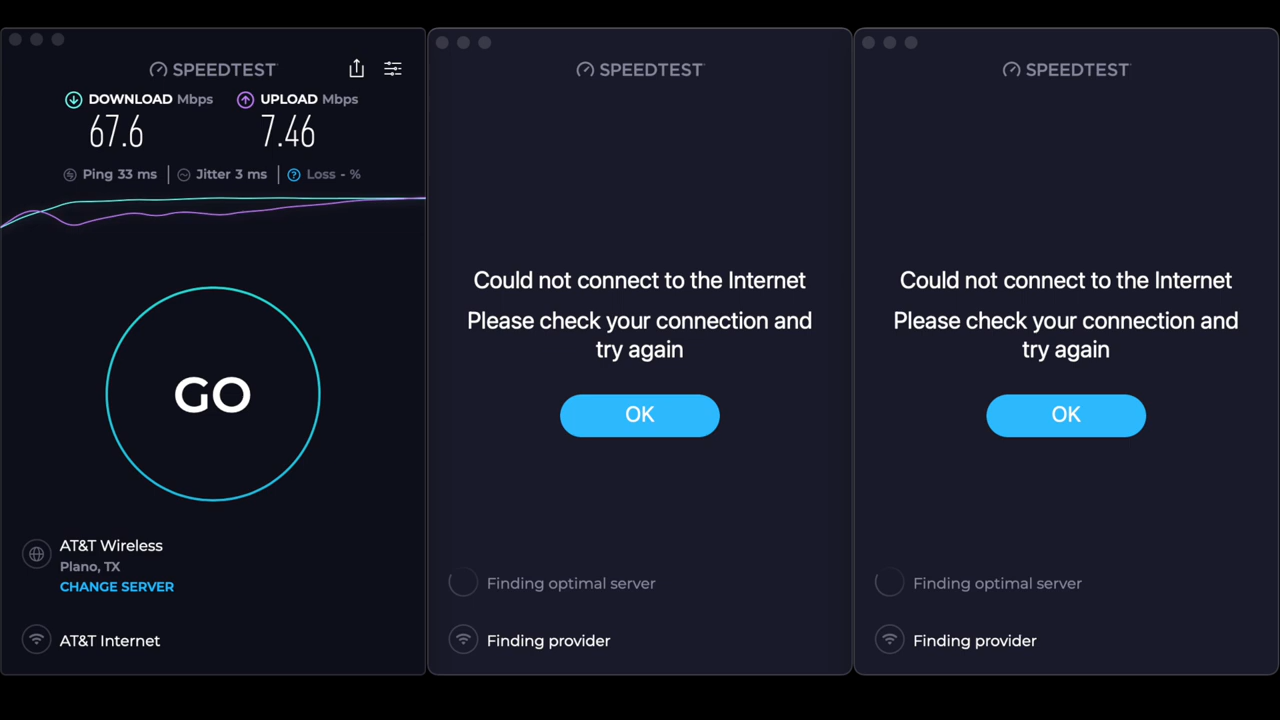 SPEEDTEST
DOWNLOAD Mbps
67.6
UPLOAD Mbps
7.46
Ping 33 ms
Jitter 3 ms
Loss - %
GO
AT&T Wireless
Plano, TX
CHANGE SERVER
AT&T Internet
SPEEDTEST
Could not connect to the Internet
Please check your connection and
try again
OK
Finding optimal server
Finding provider
SPEEDTEST
Could not connect to the Internet
Please check your connection and
try again
OK
Finding optimal server
Finding provider